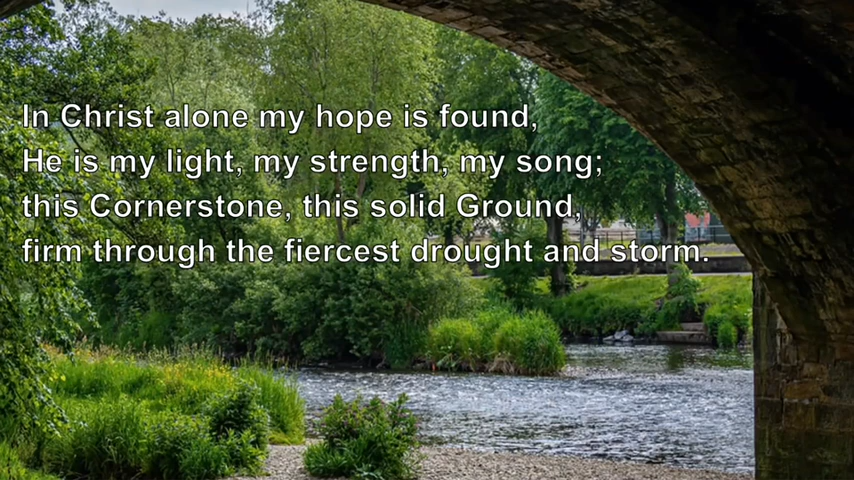 In Christ alone my hope is found,
He is my light, my strength, my song;
this Cornerstone, this solid Ground,
firm through the fiercest drought and storm.